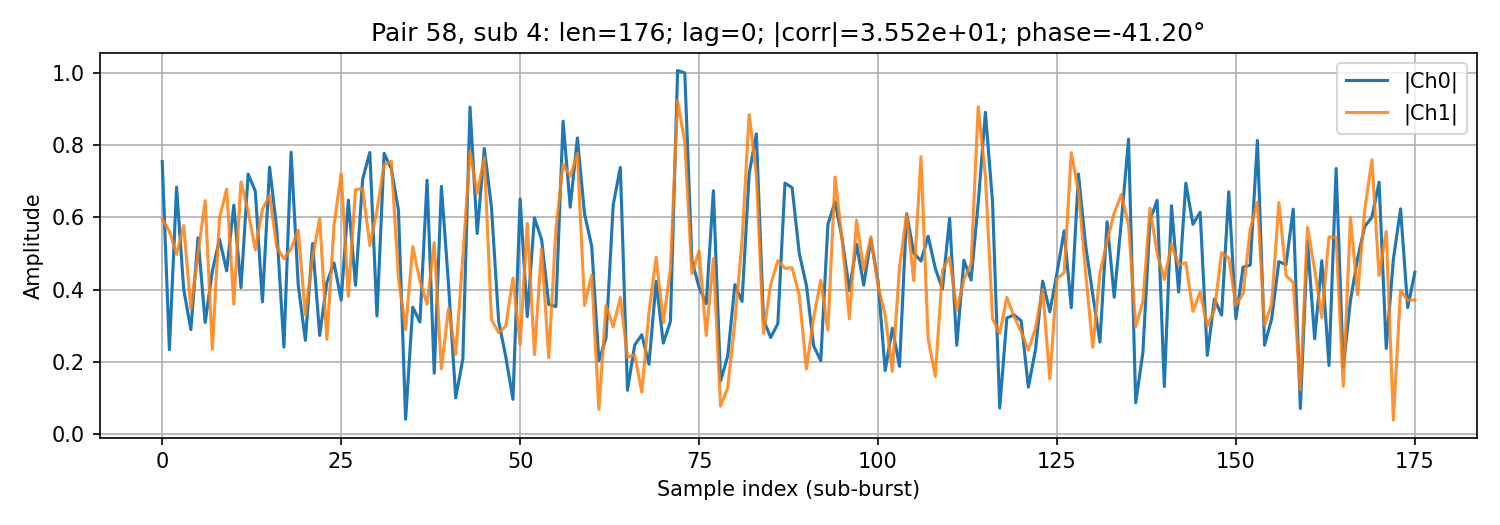 Pair 58, sub 4: len=176; lag=0; |corr|=3.552e+01; phase=-41.20°
|Ch0|
|Ch1|
Amplitude
1.0
0.8
0.6
0.4
0.2
0.0
0 25 50 75 100 125 150 175
Sample index (sub-burst)